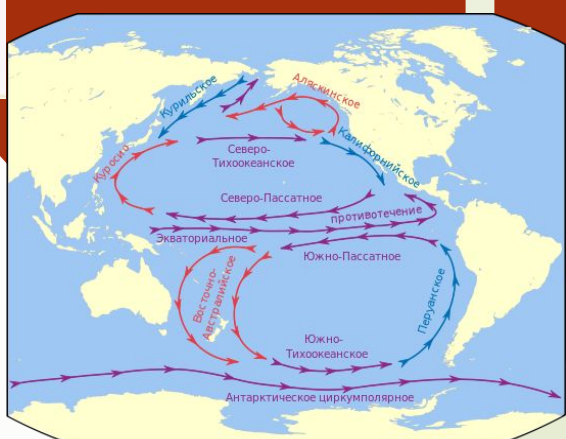 Курильское
Аляскинское
Куросио
Северо-
Тихоокеанское
Калифорнийское
Северо-Пассатное
противотечение
Экваториальное
Южно-Пассатное
Восточно-
Австралийское
Перуанское
Южно-
Тихоокеанское
Антарктическое циркумполярное